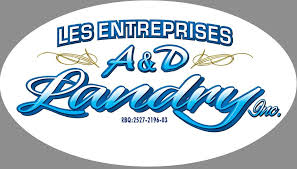 LES ENTREPRISES
A & D
Landry Inc.
RBQ:2527-2196-03